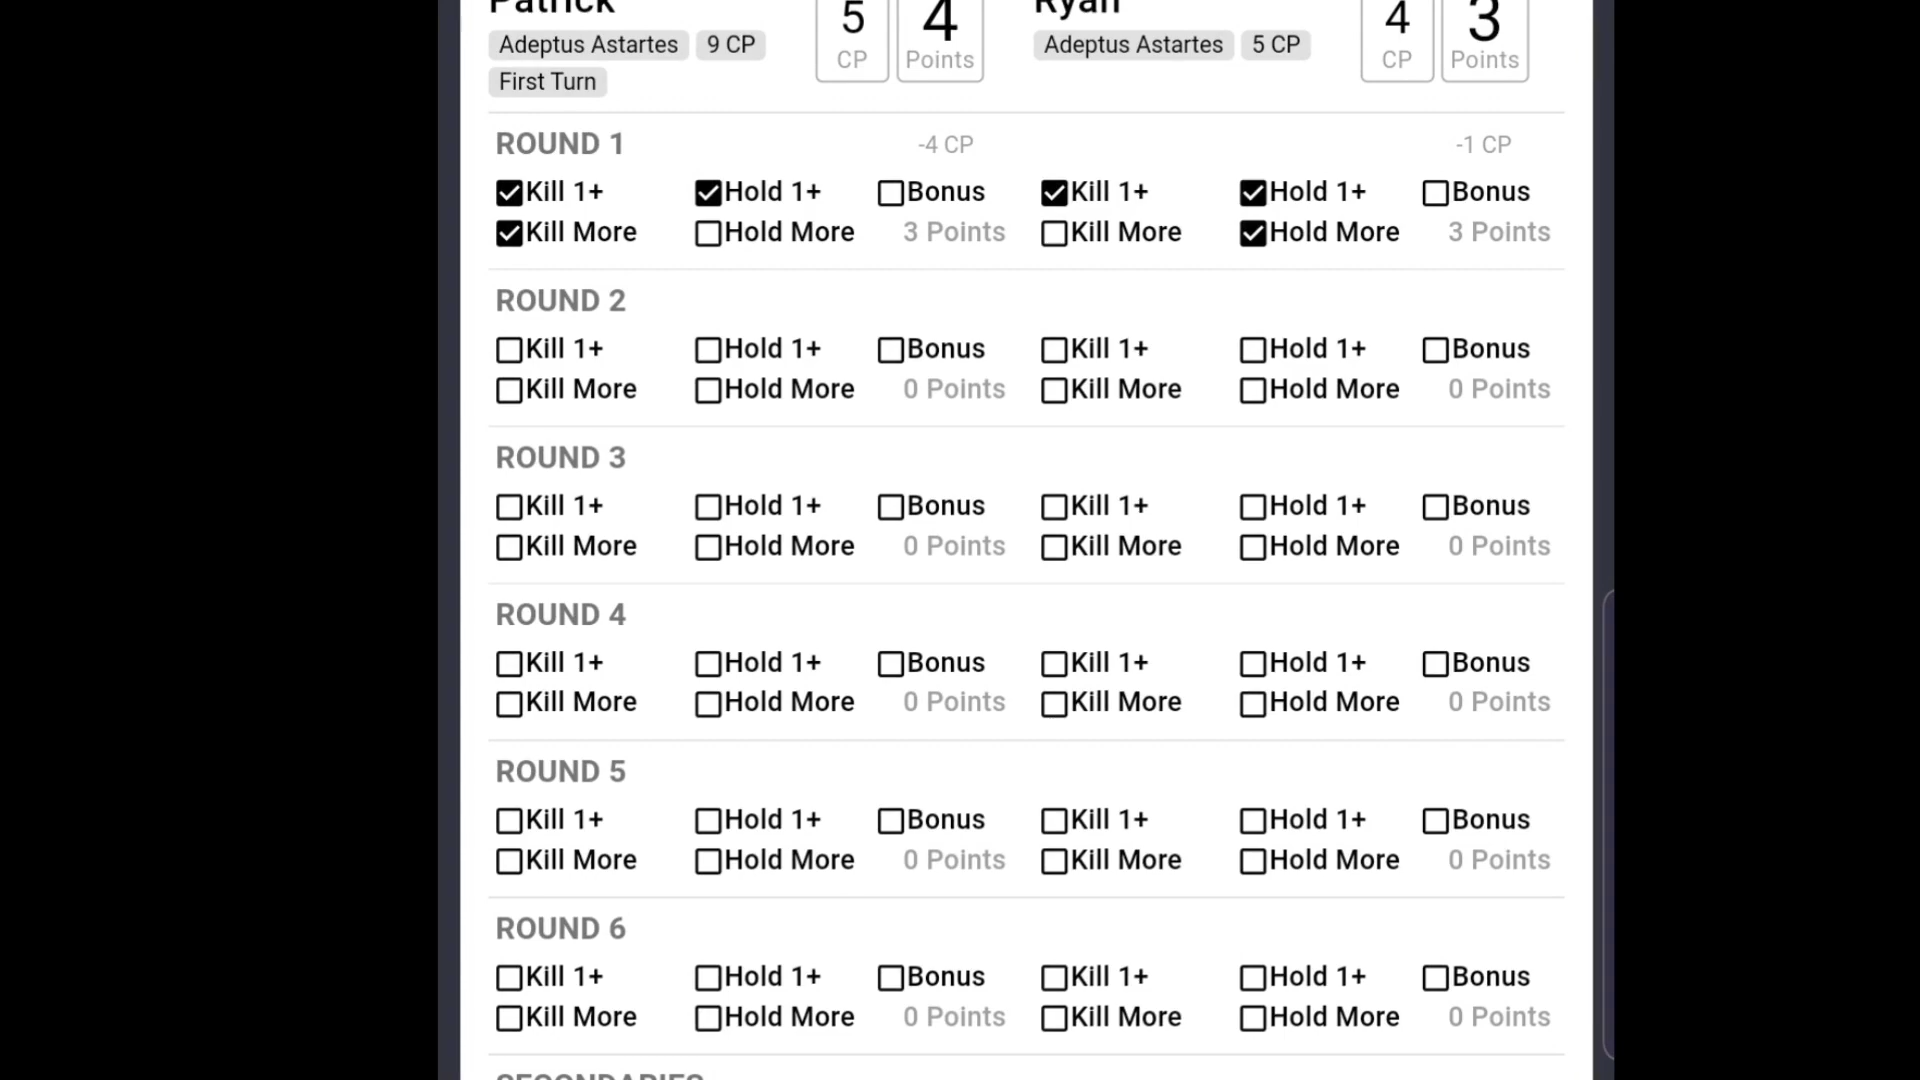 Patrick
5
4
Ryan
4
3
Adeptus Astartes 9 CP
CP
Points
Adeptus Astartes 5 CP
CP
Points
First Turn
ROUND 1 -4 CP -1 CP
Kill 1+ Hold 1+ Bonus Kill 1+ Hold 1+ Bonus
Kill More Hold More 3 Points Kill More Hold More 3 Points
ROUND 2
Kill 1+ Hold 1+ Bonus Kill 1+ Hold 1+ Bonus
Kill More Hold More 0 Points Kill More Hold More 0 Points
ROUND 3
Kill 1+ Hold 1+ Bonus Kill 1+ Hold 1+ Bonus
Kill More Hold More 0 Points Kill More Hold More 0 Points
ROUND 4
Kill 1+ Hold 1+ Bonus Kill 1+ Hold 1+ Bonus
Kill More Hold More 0 Points Kill More Hold More 0 Points
ROUND 5
Kill 1+ Hold 1+ Bonus Kill 1+ Hold 1+ Bonus
Kill More Hold More 0 Points Kill More Hold More 0 Points
ROUND 6
Kill 1+ Hold 1+ Bonus Kill 1+ Hold 1+ Bonus
Kill More Hold More 0 Points Kill More Hold More 0 Points
SECONDARIES